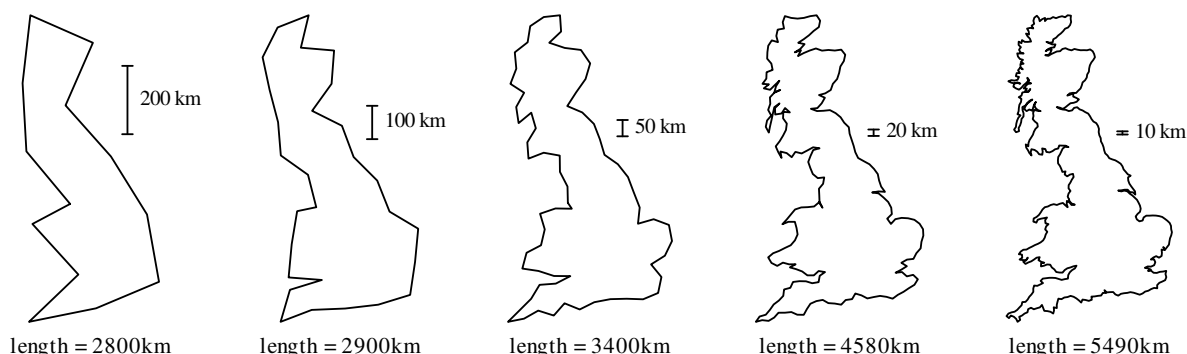 200 km
100 km
50 km
20 km
10 km
length = 2800km
length = 2900km
length = 3400km
length = 4580km
length = 5490km